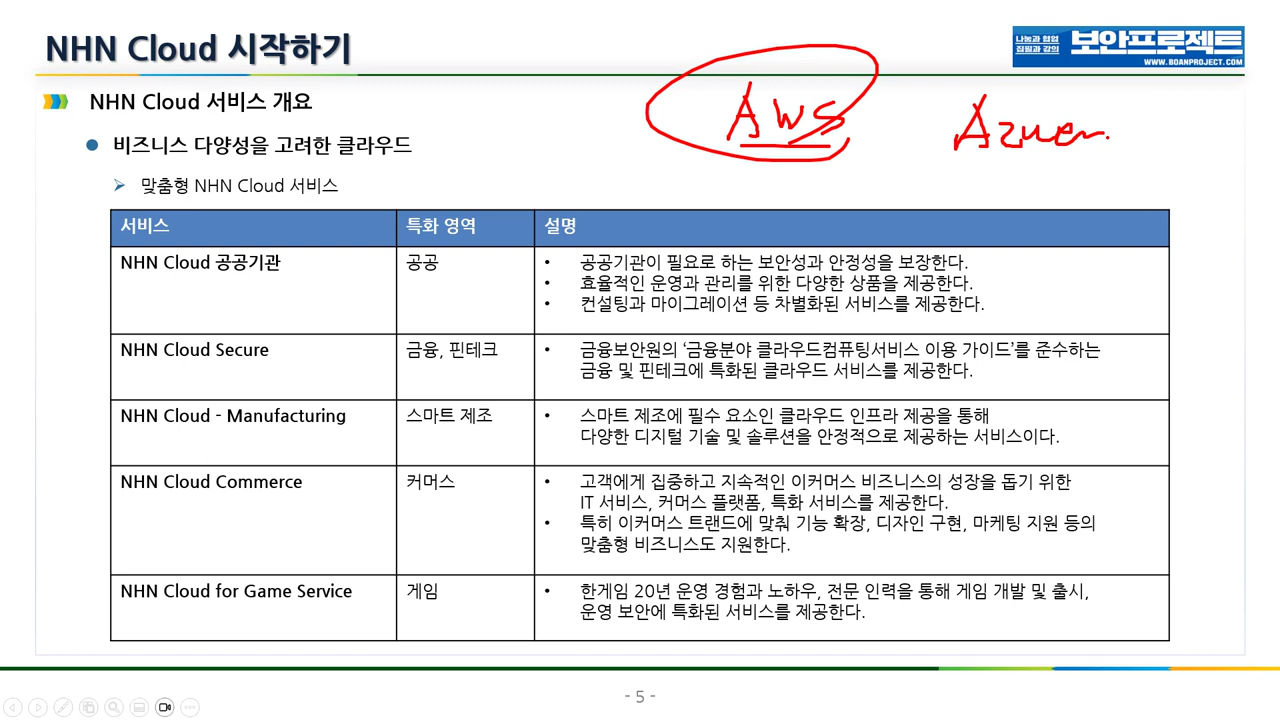 NHN Cloud 시작하기
나눔과 협업
집필과 강의
보안프로젝트
WWW.BOANPROJECT.COM
NHN Cloud 서비스 개요
AWS
Azuer
비즈니스 다양성을 고려한 클라우드
맞춤형 NHN Cloud 서비스
서비스 특화 영역 설명
NHN Cloud 공공기관 공공 • 공공기관이 필요로 하는 보안성과 안정성을 보장한다.
• 효율적인 운영과 관리를 위한 다양한 상품을 제공한다.
• 컨설팅과 마이그레이션 등 차별화된 서비스를 제공한다.
NHN Cloud Secure 금융, 핀테크 • 금융보안원의 ‘금융분야 클라우드컴퓨팅서비스 이용 가이드’를 준수하는
금융 및 핀테크에 특화된 클라우드 서비스를 제공한다.
NHN Cloud - Manufacturing 스마트 제조 • 스마트 제조에 필수 요소인 클라우드 인프라 제공을 통해
다양한 디지털 기술 및 솔루션을 안정적으로 제공하는 서비스이다.
NHN Cloud Commerce 커머스 • 고객에게 집중하고 지속적인 이커머스 비즈니스의 성장을 돕기 위한
IT 서비스, 커머스 플랫폼, 특화 서비스를 제공한다.
• 특히 이커머스 트랜드에 맞춰 기능 확장, 디자인 구현, 마케팅 지원 등의
맞춤형 비즈니스도 지원한다.
NHN Cloud for Game Service 게임 • 한게임 20년 운영 경험과 노하우, 전문 인력을 통해 게임 개발 및 출시,
운영 보안에 특화된 서비스를 제공한다.
- 5 -